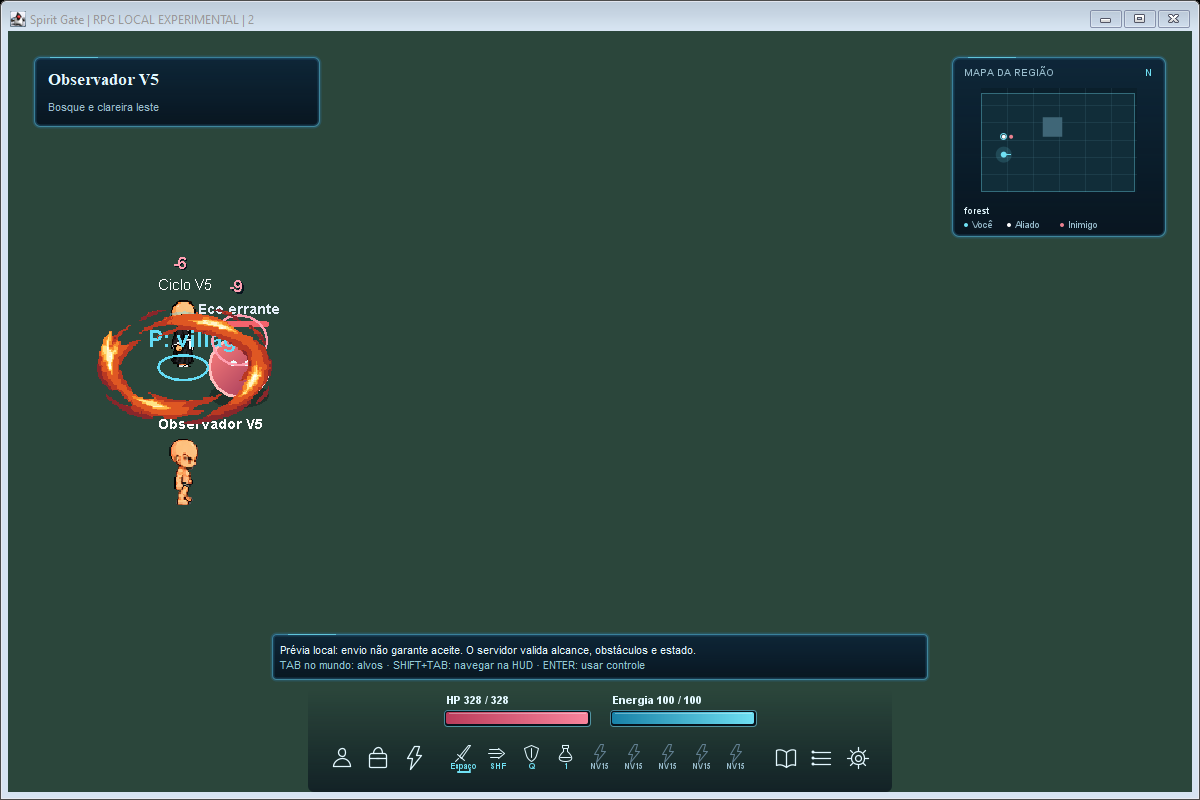 Spirit Gate | RPG LOCAL EXPERIMENTAL | 2
Observador V5
Bosque e clareira leste
MAPA DA REGIÃO
N
forest
Você
Aliado
Inimigo
-6
Ciclo V5
-9
Eco errante
P: villag
Observador V5
Prévia local: envio não garante aceite. O servidor valida alcance, obstáculos e estado.
TAB no mundo: alvos · SHIFT+TAB: navegar na HUD · ENTER: usar controle
HP 328 / 328
Energia 100 / 100
Espaço
SHF
Q
1
NV15
NV15
NV15
NV15
NV15